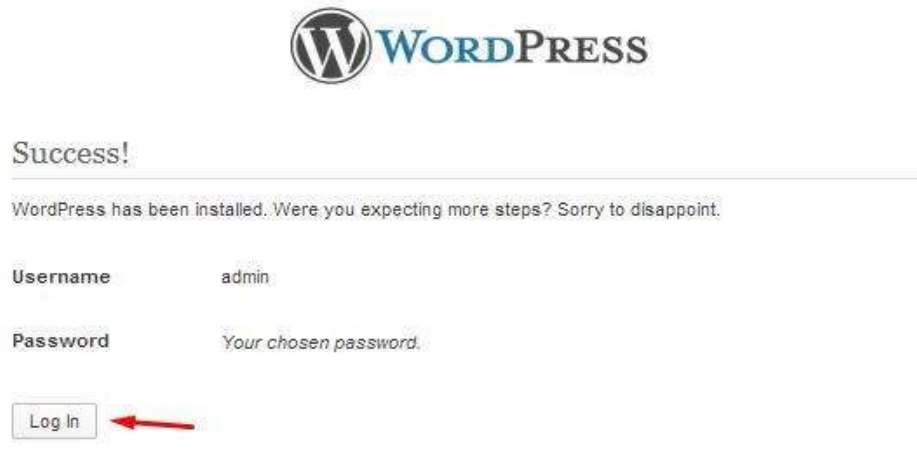 WORDPRESS
Success!
WordPress has been installed. Were you expecting more steps? Sorry to disappoint.
Username admin
Password Your chosen password.
Log In